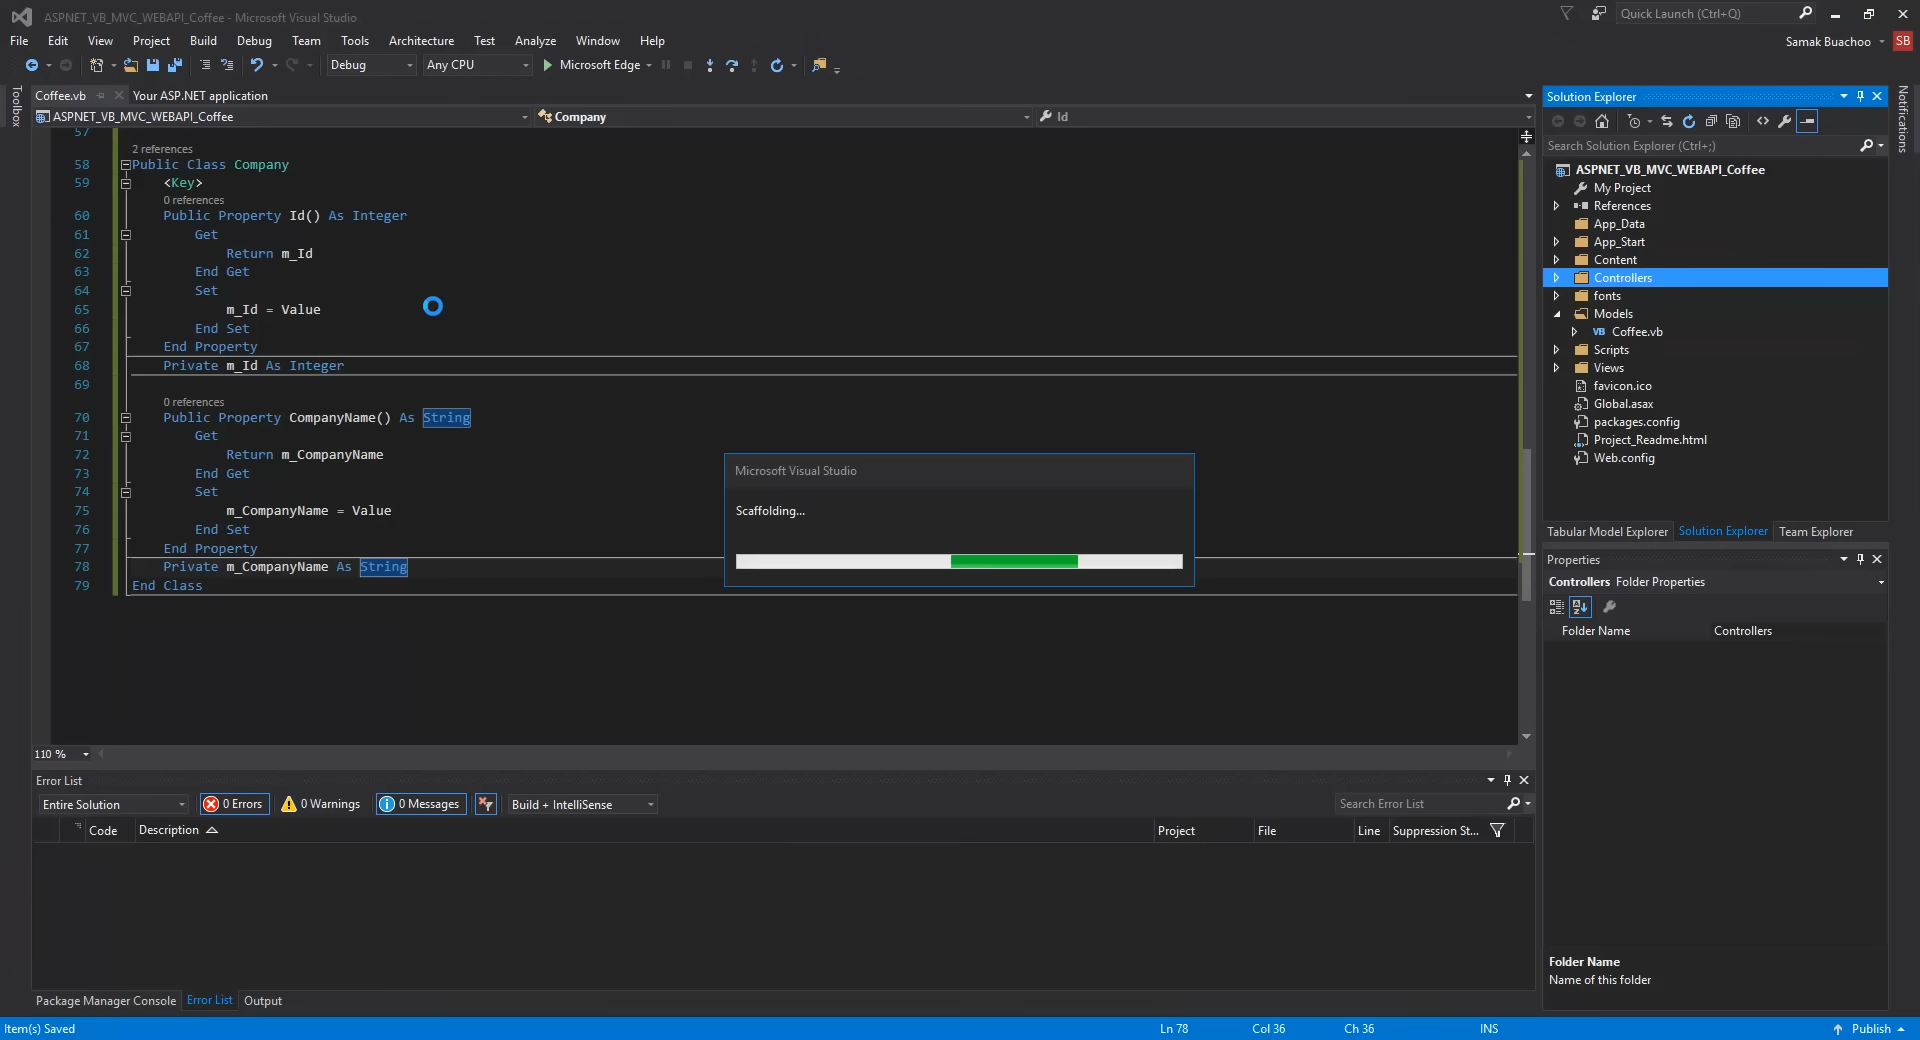 ASPNET_VB_MVC_WEBAPI_Coffee - Microsoft Visual Studio
Quick Launch (Ctrl+Q)
File Edit View Project Build Debug Team Tools Architecture Test Analyze Window Help
Samak Buachoo SB
Debug Any CPU Microsoft Edge
Toolbox
Coffee.vb Your ASP.NET application
ASPNET_VB_MVC_WEBAPI_Coffee Company Id
57
2 references
58 Public Class Company
59 <Key>
0 references
60 Public Property Id() As Integer
61 Get
62 Return m_Id
63 End Get
64 Set
65 m_Id = Value
66 End Set
67 End Property
68 Private m_Id As Integer
69
0 references
70 Public Property CompanyName() As String
71 Get
72 Return m_CompanyName
73 End Get
74 Set
75 m_CompanyName = Value
76 End Set
77 End Property
78 Private m_CompanyName As String
79 End Class
Microsoft Visual Studio
Scaffolding...
110 %
Error List
Entire Solution 0 Errors 0 Warnings 0 Messages Build + IntelliSense Search Error List
Code Description Project File Line Suppression St...
Package Manager Console Error List Output
Solution Explorer
Search Solution Explorer (Ctrl+;)
ASPNET_VB_MVC_WEBAPI_Coffee
My Project
References
App_Data
App_Start
Content
Controllers
fonts
Models
VB Coffee.vb
Scripts
Views
favicon.ico
Global.asax
packages.config
Project_Readme.html
Web.config
Tabular Model Explorer Solution Explorer Team Explorer
Properties
Controllers Folder Properties
Folder Name Controllers
Folder Name
Name of this folder
Notifications
Item(s) Saved Ln 78 Col 36 Ch 36 INS Publish